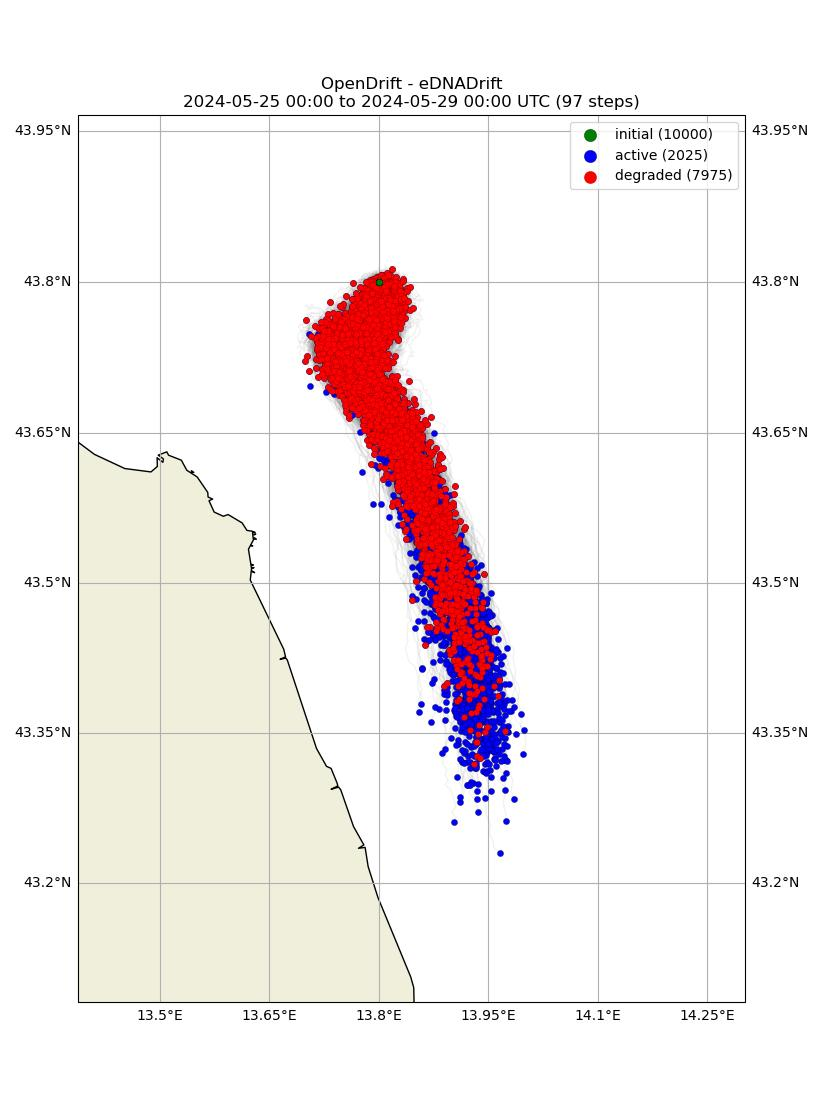 OpenDrift - eDNADrift
2024-05-25 00:00 to 2024-05-29 00:00 UTC (97 steps)
43.95°N
43.95°N
initial (10000)
active (2025)
degraded (7975)
43.8°N
43.8°N
43.65°N
43.65°N
43.5°N
43.5°N
43.35°N
43.35°N
43.2°N
43.2°N
13.5°E
13.65°E
13.8°E
13.95°E
14.1°E
14.25°E